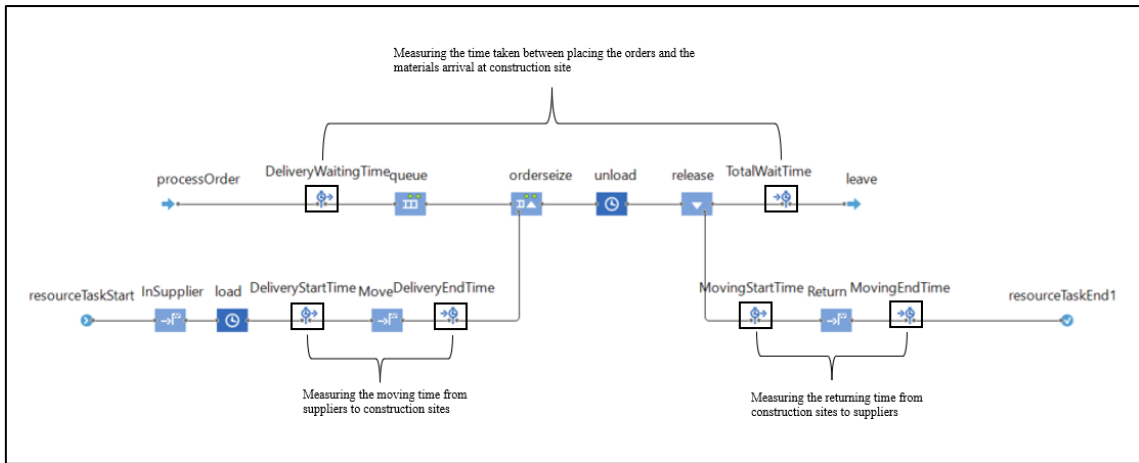 Measuring the time taken between placing the orders and the
materials arrival at construction site
processOrder
DeliveryWaitingTime
queue
orderseize
unload
release
TotalWaitTime
leave
resourceTaskStart
InSupplier
load
DeliveryStartTime
Move
DeliveryEndTime
MovingStartTime
Return
MovingEndTime
resourceTaskEnd1
Measuring the moving time from
suppliers to construction sites
Measuring the returning time from
construction sites to suppliers